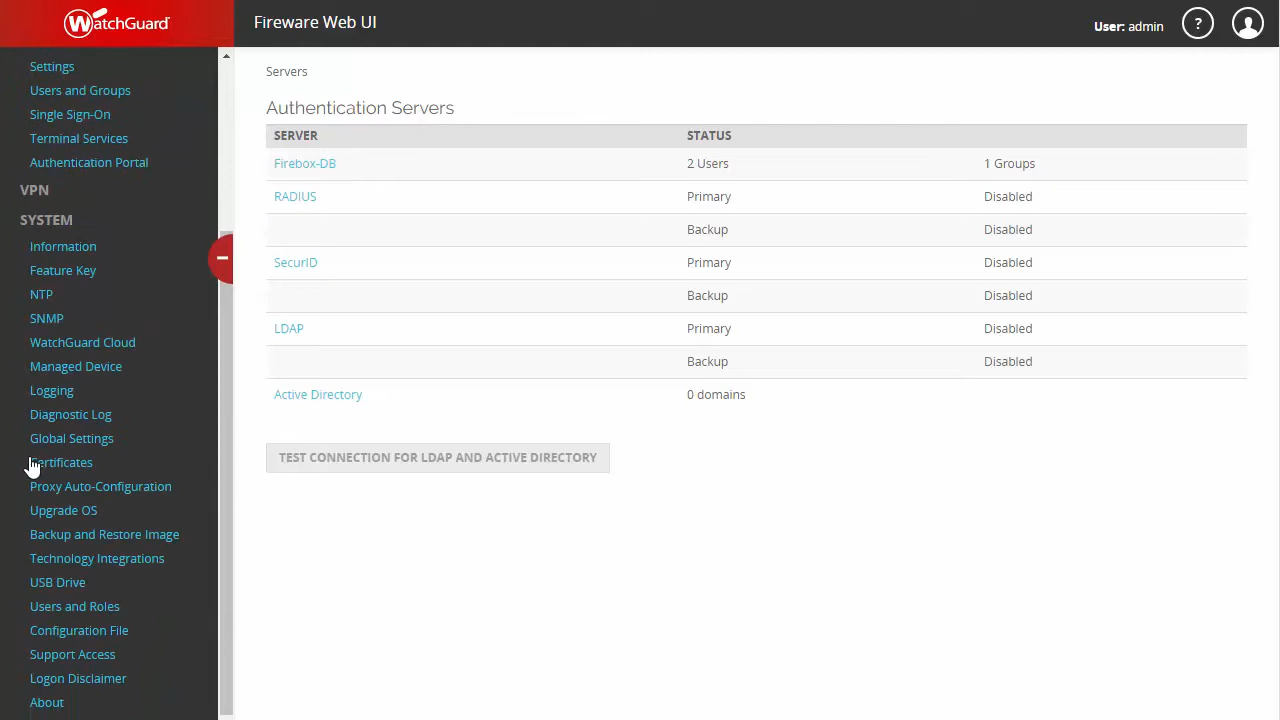 WatchGuard
Fireware Web UI
User: admin
?
Settings
Users and Groups
Single Sign-On
Terminal Services
Authentication Portal
VPN
SYSTEM
Information
Feature Key
NTP
SNMP
WatchGuard Cloud
Managed Device
Logging
Diagnostic Log
Global Settings
Certificates
Proxy Auto-Configuration
Upgrade OS
Backup and Restore Image
Technology Integrations
USB Drive
Users and Roles
Configuration File
Support Access
Logon Disclaimer
About
Servers
Authentication Servers
SERVER STATUS
Firebox-DB 2 Users 1 Groups
RADIUS Primary Disabled
Backup Disabled
SecurID Primary Disabled
Backup Disabled
LDAP Primary Disabled
Backup Disabled
Active Directory 0 domains
TEST CONNECTION FOR LDAP AND ACTIVE DIRECTORY